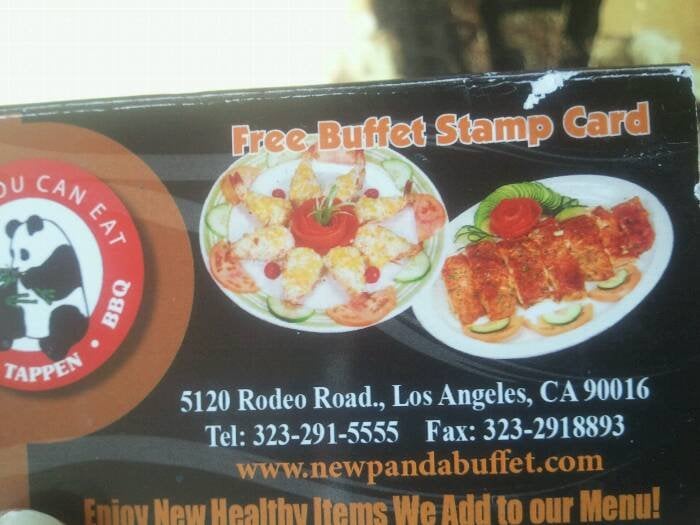 Free Buffet Stamp Card
OU CAN EAT
TAPPEN • BBQ
5120 Rodeo Road., Los Angeles, CA 90016
Tel: 323-291-5555 Fax: 323-2918893
www.newpandabuffet.com
Enjoy New Healthy Items We Add to our Menu!